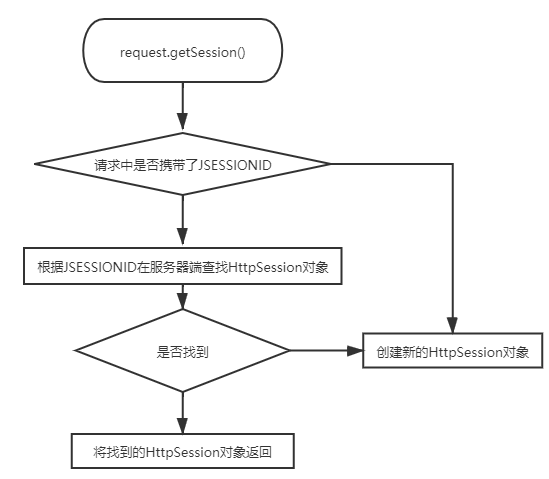 request.getSession()
请求中是否携带了JSESSIONID
根据JSESSIONID在服务器端查找HttpSession对象
是否找到
创建新的HttpSession对象
将找到的HttpSession对象返回